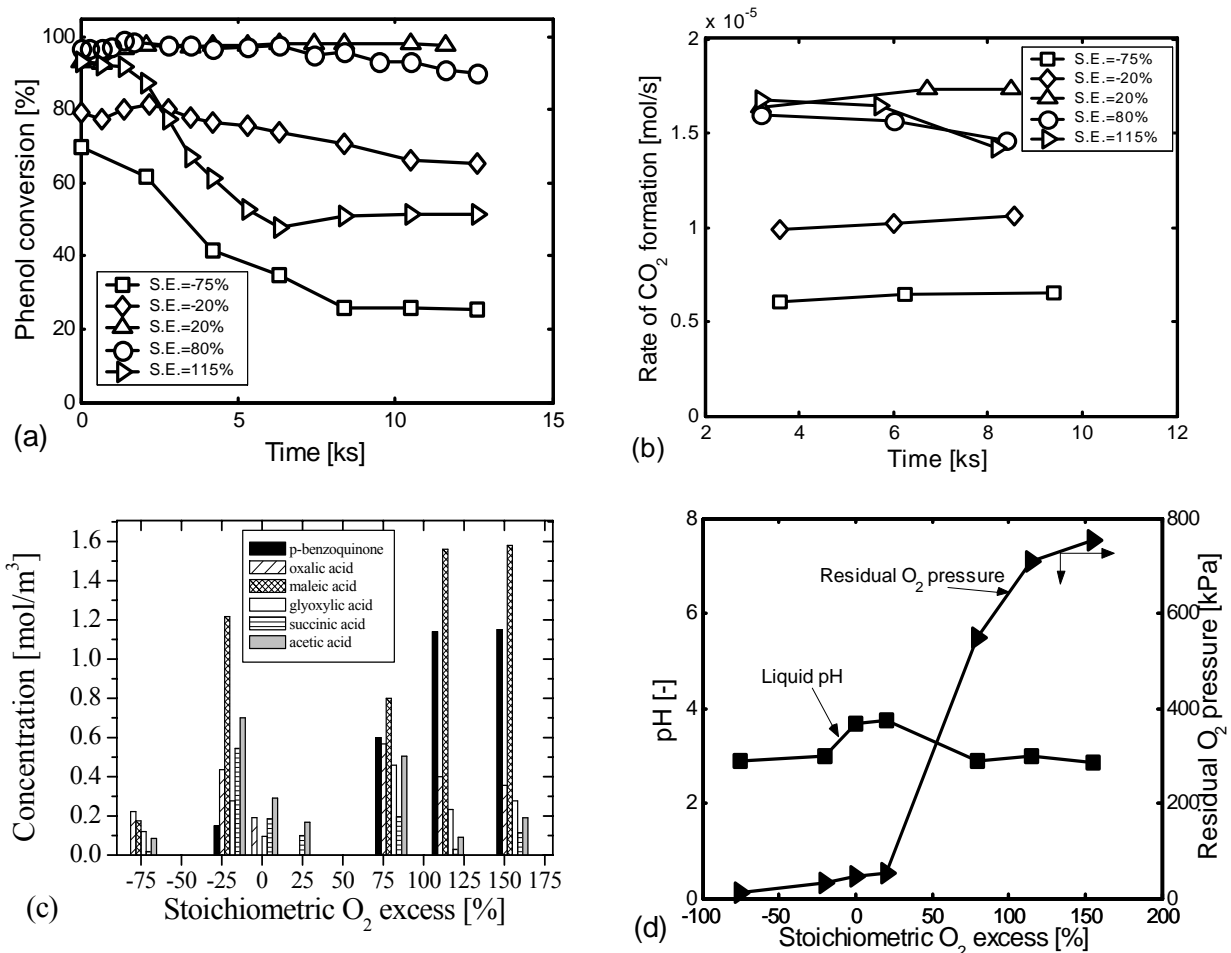 100
80
60
40
20
0
Phenol conversion [%]
S.E.=-75%
S.E.=-20%
S.E.=20%
S.E.=80%
S.E.=115%
0 5 10 15
Time [ks]
(a)
x 10-5
2
1.5
1
0.5
0
Rate of CO2 formation [mol/s]
S.E.=-75%
S.E.=-20%
S.E.=20%
S.E.=80%
S.E.=115%
2 4 6 8 10 12
Time [ks]
(b)
1.6
1.4
1.2
1.0
0.8
0.6
0.4
0.2
0.0
Concentration [mol/m3]
p-benzoquinone
oxalic acid
maleic acid
glyoxylic acid
succinic acid
acetic acid
-75 -50 -25 0 25 50 75 100 125 150 175
Stoichiometric O2 excess [%]
(c)
8
6
4
2
0
pH [-]
800
600
400
200
0
Residual O2 pressure [kPa]
Residual O2 pressure
Liquid pH
-100 -50 0 50 100 150 200
Stoichiometric O2 excess [%]
(d)